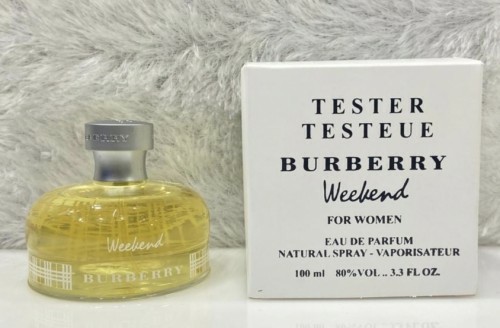 BERRY
Weekend
BURBERRY
TESTER
TESTEUE
BURBERRY
Weekend
FOR WOMEN
EAU DE PARFUM
NATURAL SPRAY - VAPORISATEUR
100 ml 80%VOL .. 3.3 FL OZ.